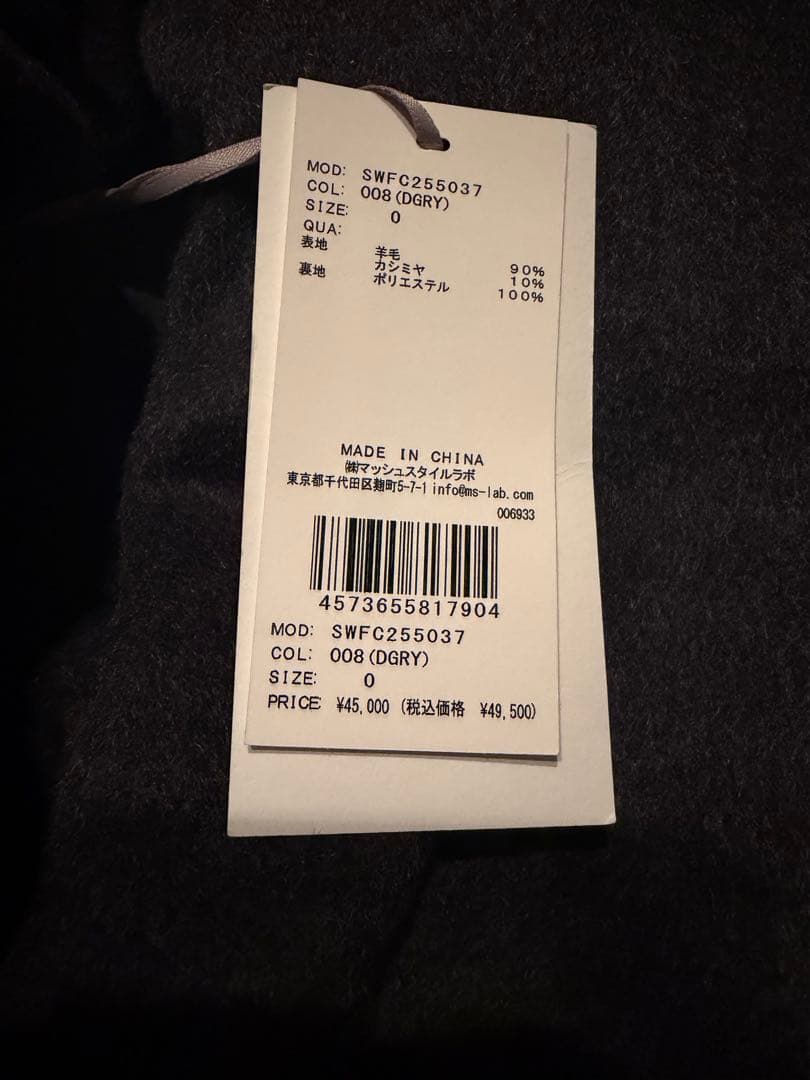 MOD: SWFC255037
COL: 008(DGRY)
SIZE: 0
QUA:
表地 羊毛 90%
カシミヤ 10%
裏地 ポリエステル 100%
MADE IN CHINA
㈱マッシュスタイルラボ
東京都千代田区麹町5-7-1 info@ms-lab.com
006933
4573655817904
MOD: SWFC255037
COL: 008(DGRY)
SIZE: 0
PRICE: ¥45,000 (税込価格 ¥49,500)